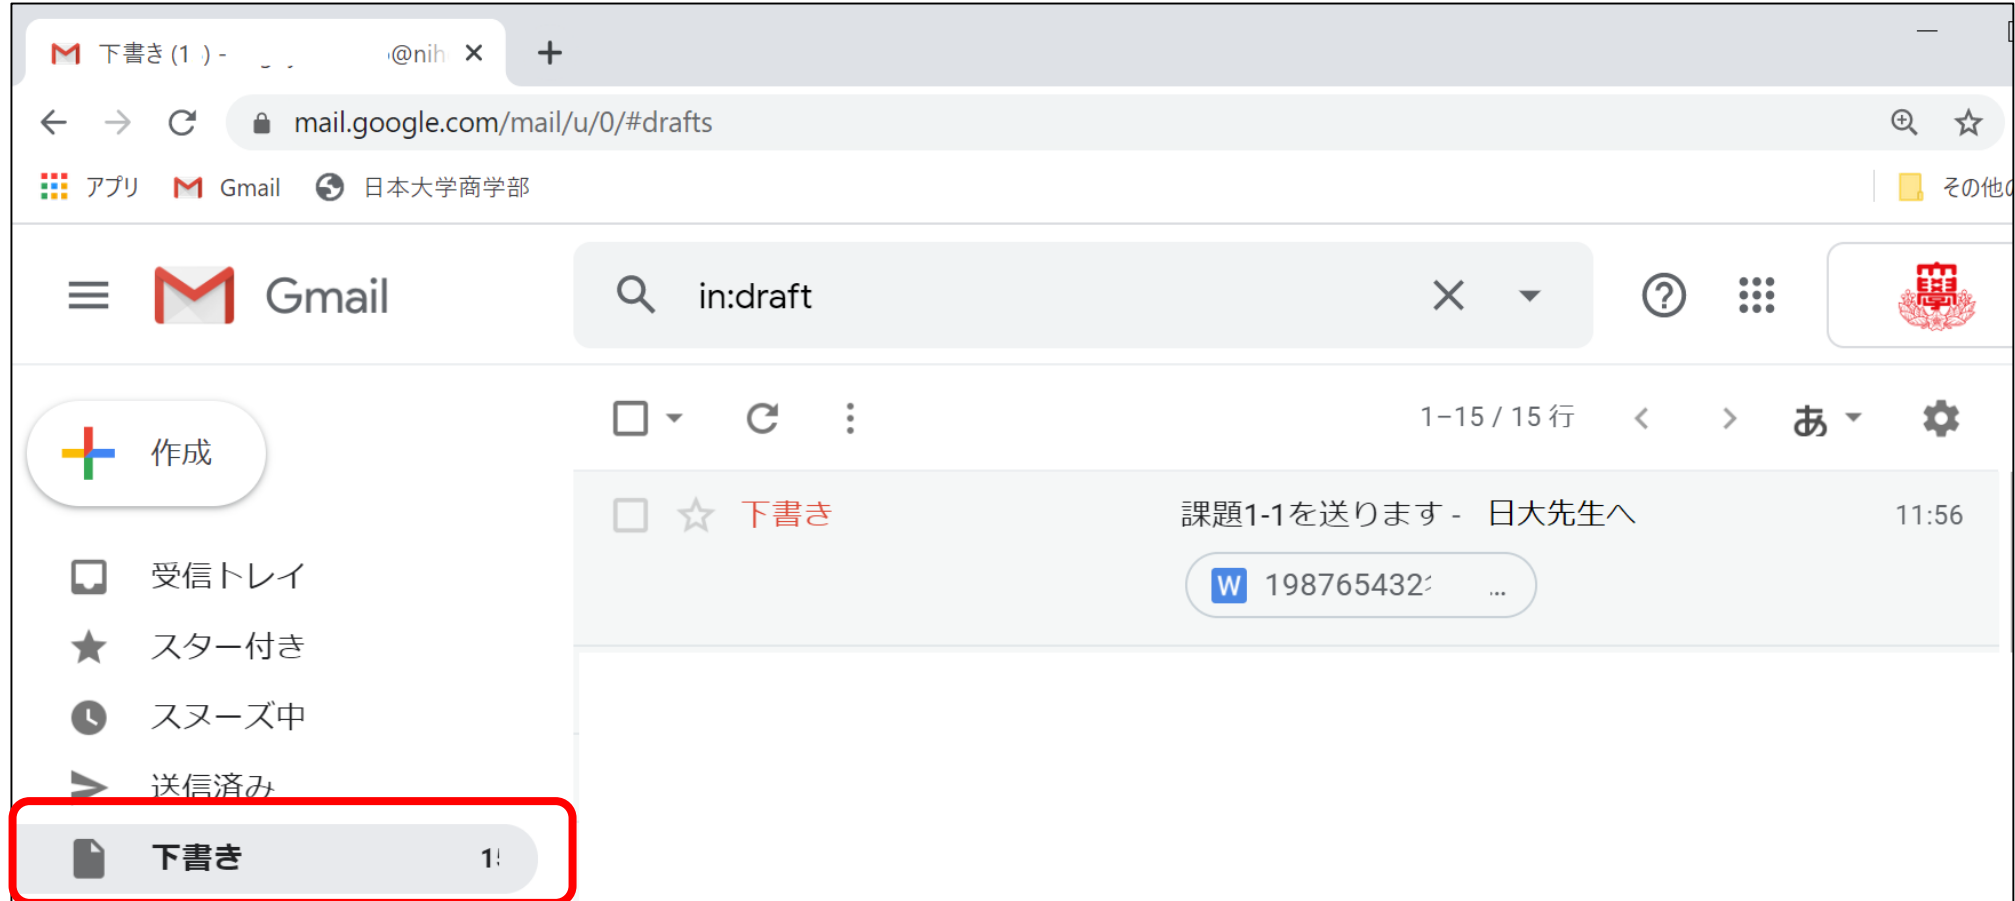 下書き (1 ) - @nih
mail.google.com/mail/u/0/#drafts
アプリ Gmail 日本大学商学部 その他の
Gmail in:draft 學
作成 1–15 / 15 行 あ
下書き 課題1-1を送ります - 日大先生へ 11:56
W 198765432 ...
受信トレイ
スター付き
スヌーズ中
送信済み
下書き 1